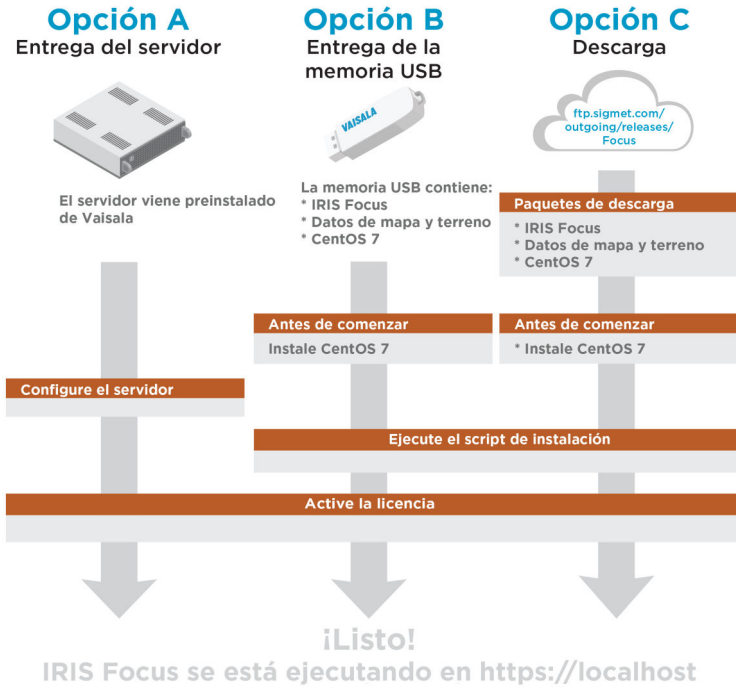 Opción A
Entrega del servidor
El servidor viene preinstalado
de Vaisala
Opción B
Entrega de la
memoria USB
VAISALA
La memoria USB contiene:
* IRIS Focus
* Datos de mapa y terreno
* CentOS 7
Opción C
Descarga
ftp.sigmet.com/
outgoing/releases/
Focus
Paquetes de descarga
* IRIS Focus
* Datos de mapa y terreno
* CentOS 7
Antes de comenzar
Instale CentOS 7
Antes de comenzar
* Instale CentOS 7
Configure el servidor
Ejecute el script de instalación
Active la licencia
¡Listo!
IRIS Focus se está ejecutando en https://localhost